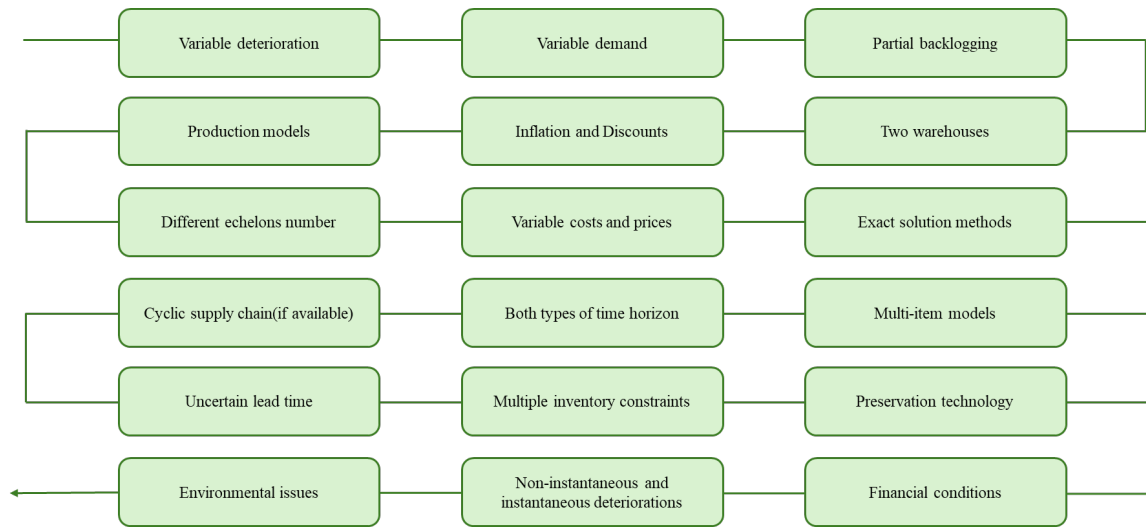 Variable deterioration
Variable demand
Partial backlogging
Production models
Inflation and Discounts
Two warehouses
Different echelons number
Variable costs and prices
Exact solution methods
Cyclic supply chain(if available)
Both types of time horizon
Multi-item models
Uncertain lead time
Multiple inventory constraints
Preservation technology
Environmental issues
Non-instantaneous and
instantaneous deteriorations
Financial conditions